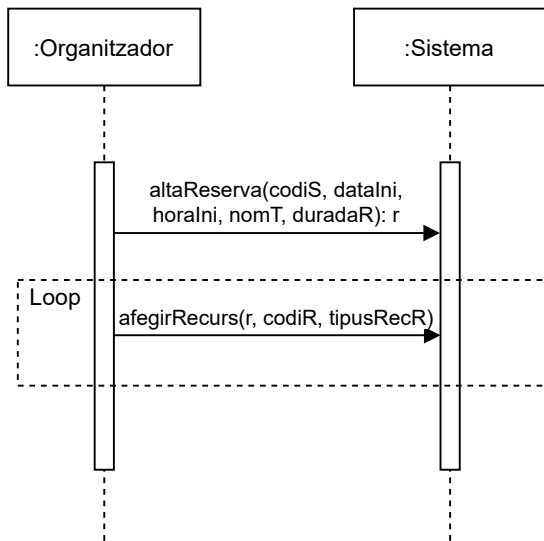 :Organitzador
:Sistema
altaReserva(codiS, dataIni,
horaIni, nomT, duradaR): r
Loop
afegirRecurs(r, codiR, tipusRecR)